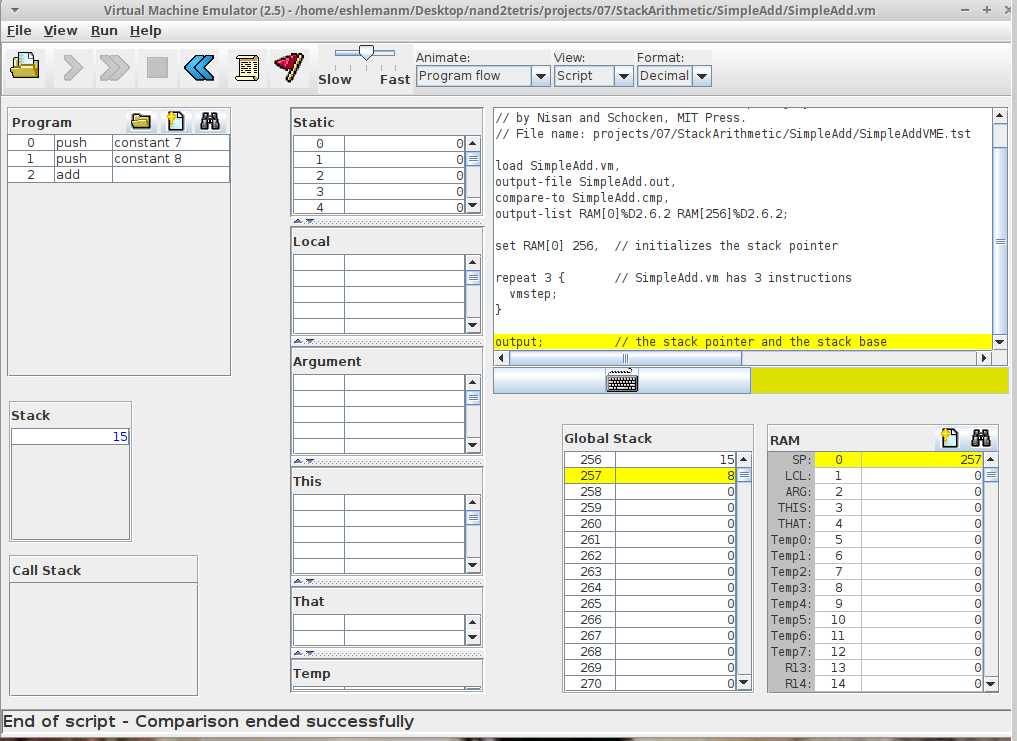 Virtual Machine Emulator (2.5) - /home/eshlemanm/Desktop/nand2tetris/projects/07/StackArithmetic/SimpleAdd/SimpleAdd.vm
File View Run Help
Slow Fast
Animate:
Program flow
View:
Script
Format:
Decimal
Program
0 push constant 7
1 push constant 8
2 add
Stack
15
Call Stack
Static
0 0
1 0
2 0
3 0
4 0
Local
Argument
This
That
Temp
// by Nisan and Schocken, MIT Press.
// File name: projects/07/StackArithmetic/SimpleAdd/SimpleAddVME.tst
load SimpleAdd.vm,
output-file SimpleAdd.out,
compare-to SimpleAdd.cmp,
output-list RAM[0]%D2.6.2 RAM[256]%D2.6.2;
set RAM[0] 256,  // initializes the stack pointer
repeat 3 {       // SimpleAdd.vm has 3 instructions
  vmstep;
}
output;          // the stack pointer and the stack base
Global Stack
256 15
257 8
258 0
259 0
260 0
261 0
262 0
263 0
264 0
265 0
266 0
267 0
268 0
269 0
270 0
RAM
SP: 0 257
LCL: 1 0
ARG: 2 0
THIS: 3 0
THAT: 4 0
Temp0: 5 0
Temp1: 6 0
Temp2: 7 0
Temp3: 8 0
Temp4: 9 0
Temp5: 10 0
Temp6: 11 0
Temp7: 12 0
R13: 13 0
R14: 14 0
End of script - Comparison ended successfully